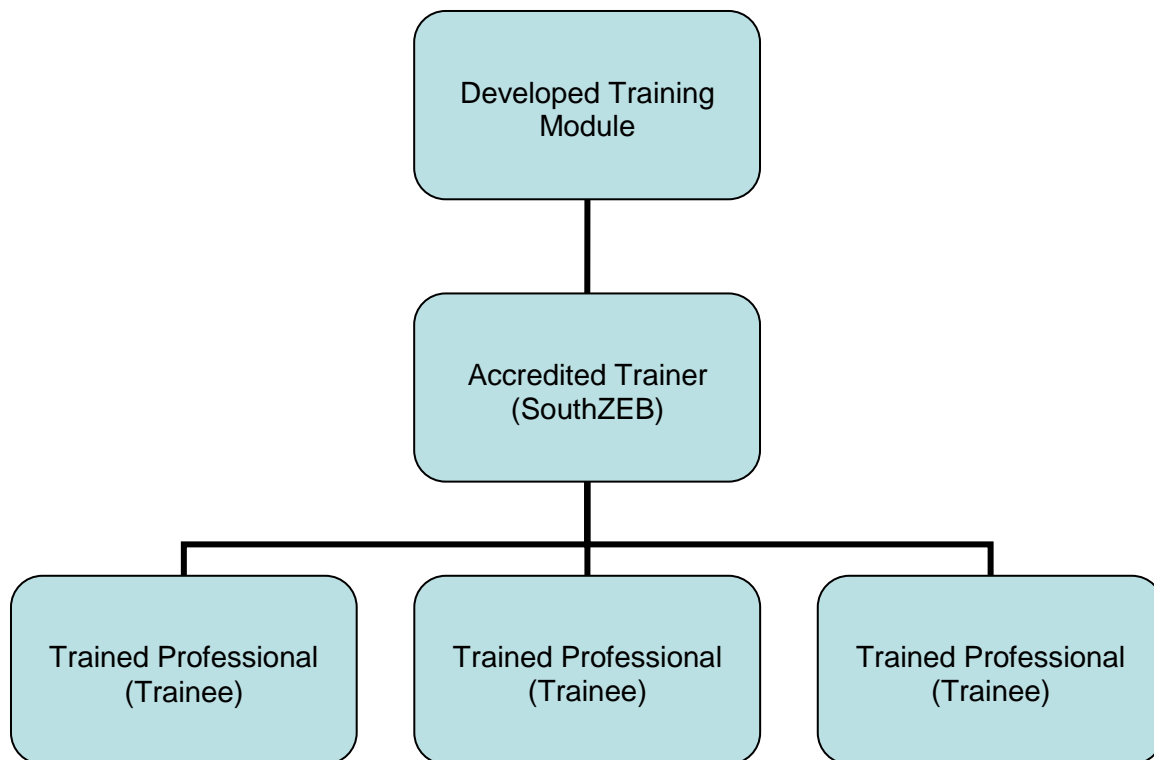 Developed Training
Module
Accredited Trainer
(SouthZEB)
Trained Professional
(Trainee)
Trained Professional
(Trainee)
Trained Professional
(Trainee)